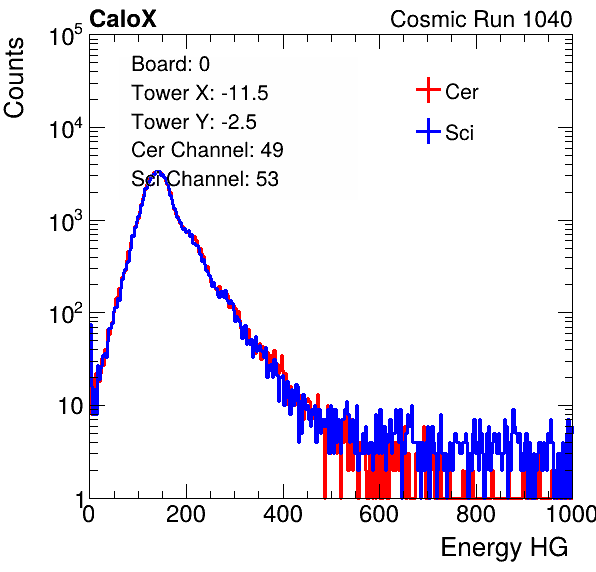 CaloX Cosmic Run 1040
Counts
Board: 0
Tower X: -11.5
Tower Y: -2.5
Cer Channel: 49
Sci Channel: 53
Cer
Sci
10^5
10^4
10^3
10^2
10
1
0 200 400 600 800 1000
Energy HG